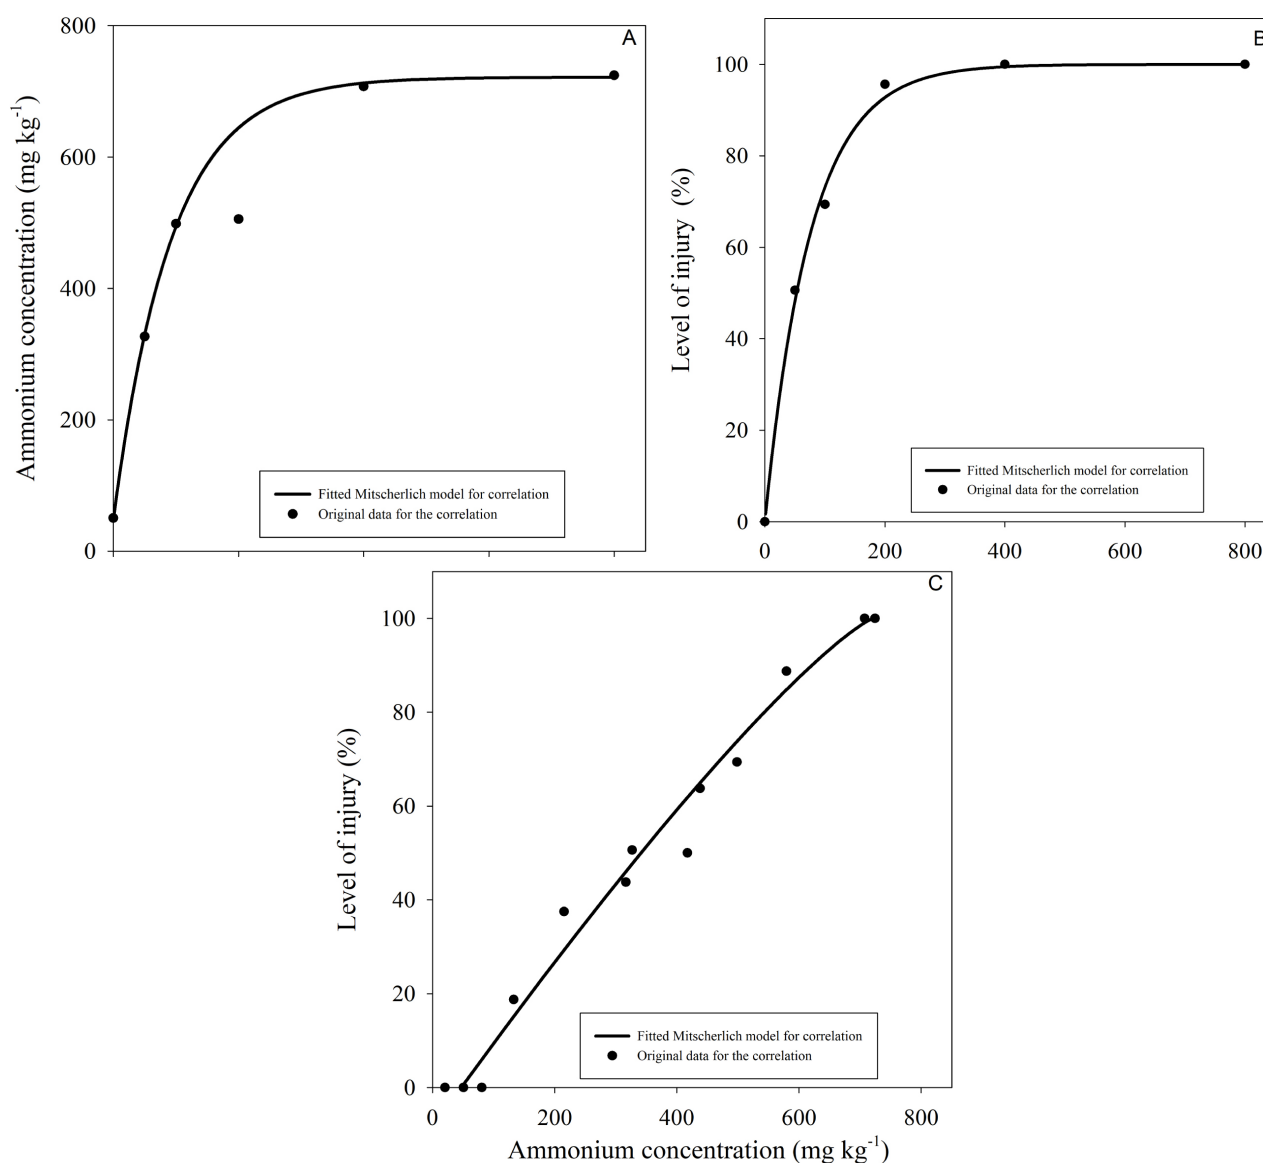 A
Ammonium concentration (mg kg⁻¹)
800
600
400
200
0
Fitted Mitscherlich model for correlation
Original data for the correlation
B
Level of injury (%)
100
80
60
40
20
0
0 200 400 600 800
Fitted Mitscherlich model for correlation
Original data for the correlation
C
Level of injury (%)
100
80
60
40
20
0
Fitted Mitscherlich model for correlation
Original data for the correlation
0 200 400 600 800
Ammonium concentration (mg kg⁻¹)